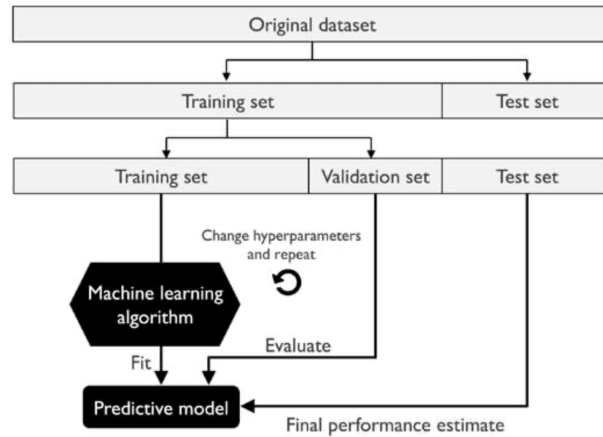 Original dataset
Training set
Test set
Training set
Validation set
Test set
Change hyperparameters
and repeat
Machine learning
algorithm
Evaluate
Fit
Predictive model
Final performance estimate